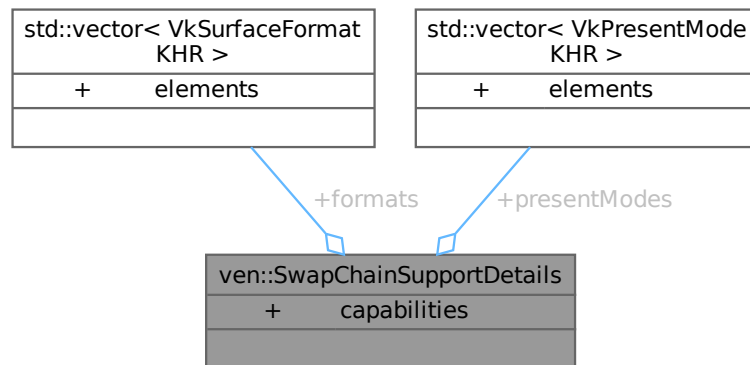 std::vector< VkSurfaceFormat
KHR >
+ elements
std::vector< VkPresentMode
KHR >
+ elements
+formats
+presentModes
ven::SwapChainSupportDetails
+ capabilities